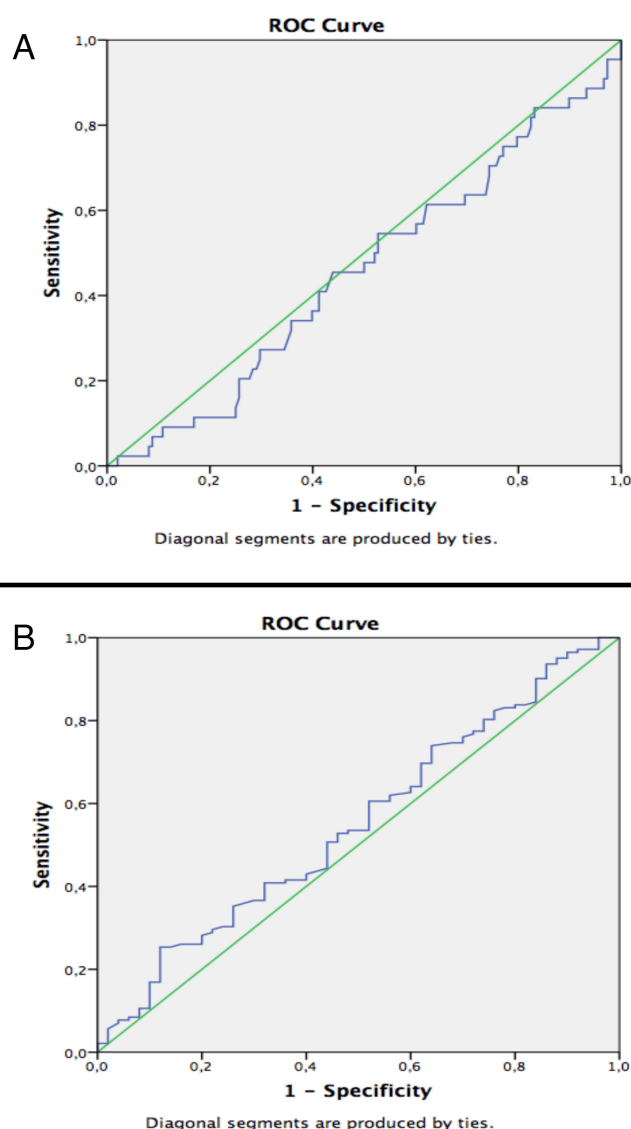 A
ROC Curve
1,0
0,8
0,6
0,4
0,2
0,0
Sensitivity
0,0 0,2 0,4 0,6 0,8 1,0
1 – Specificity
Diagonal segments are produced by ties.
B
ROC Curve
1,0
0,8
0,6
0,4
0,2
0,0
Sensitivity
0,0 0,2 0,4 0,6 0,8 1,0
1 – Specificity
Diagonal segments are produced by ties.